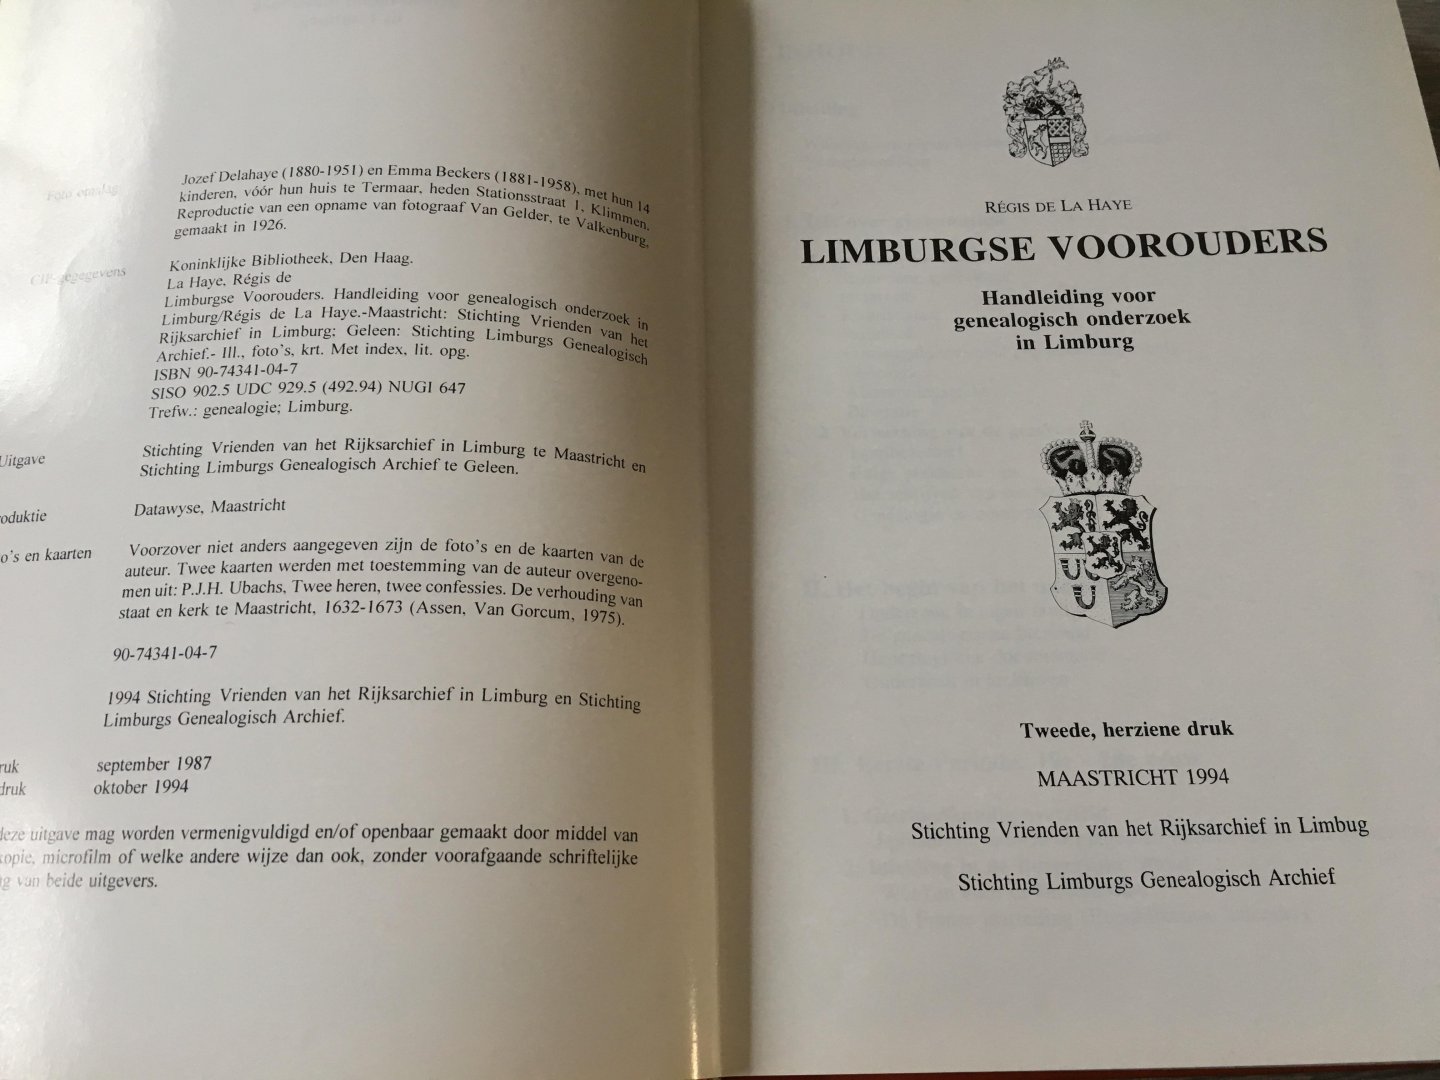 Foto omslag
Jozef Delahaye (1880-1951) en Emma Beckers (1881-1958), met hun 14
kinderen, vóór hun huis te Termaar, heden Stationsstraat 1, Klimmen.
Reproductie van een opname van fotograaf Van Gelder, te Valkenburg,
gemaakt in 1926.
CIP-gegegevens
Koninklijke Bibliotheek, Den Haag.
La Haye, Régis de
Limburgse Voorouders. Handleiding voor genealogisch onderzoek in
Limburg/Régis de La Haye.-Maastricht: Stichting Vrienden van het
Rijksarchief in Limburg; Geleen: Stichting Limburgs Genealogisch
Archief.- Ill., foto's, krt. Met index, lit. opg.
ISBN 90-74341-04-7
SISO 902.5 UDC 929.5 (492.94) NUGI 647
Trefw.: genealogie; Limburg.
Uitgave
Stichting Vrienden van het Rijksarchief in Limburg te Maastricht en
Stichting Limburgs Genealogisch Archief te Geleen.
oduktie
Datawyse, Maastricht
o's en kaarten
Voorzover niet anders aangegeven zijn de foto's en de kaarten van de
auteur. Twee kaarten werden met toestemming van de auteur overgeno-
men uit: P.J.H. Ubachs, Twee heren, twee confessies. De verhouding van
staat en kerk te Maastricht, 1632-1673 (Assen, Van Gorcum, 1975).
90-74341-04-7
1994 Stichting Vrienden van het Rijksarchief in Limburg en Stichting
Limburgs Genealogisch Archief.
ruk september 1987
druk oktober 1994
deze uitgave mag worden vermenigvuldigd en/of openbaar gemaakt door middel van
kopie, microfilm of welke andere wijze dan ook, zonder voorafgaande schriftelijke
g van beide uitgevers.
RÉGIS DE LA HAYE
LIMBURGSE VOOROUDERS
Handleiding voor
genealogisch onderzoek
in Limburg
Tweede, herziene druk
MAASTRICHT 1994
Stichting Vrienden van het Rijksarchief in Limbug
Stichting Limburgs Genealogisch Archief